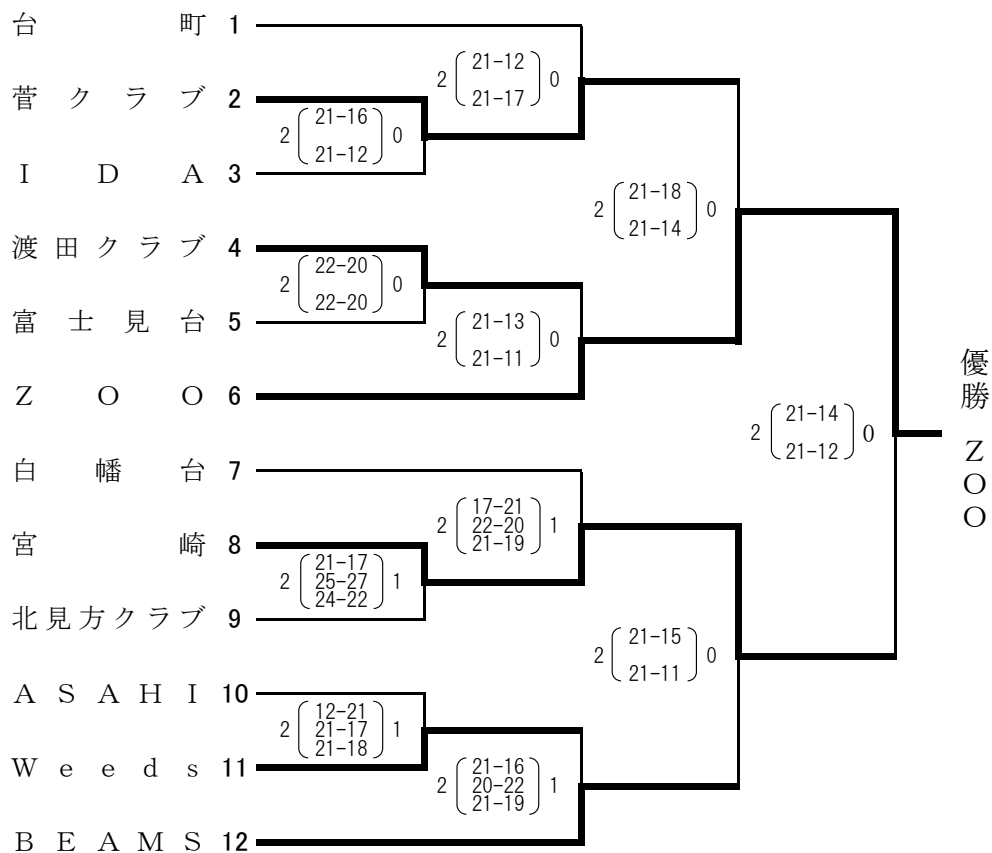 台町 1
菅クラブ 2
IDA 3
渡田クラブ 4
富士見台 5
ZOO 6
白幡台 7
宮崎 8
北見方クラブ 9
ASAHI 10
Weeds 11
BEAMS 12
2 21-16 0
21-12
2 22-20 0
22-20
21-17
2 25-27 1
24-22
12-21
2 21-17 1
21-18
2 21-12 0
21-17
2 21-13 0
21-11
17-21
2 22-20 1
21-19
21-16
2 20-22 1
21-19
2 21-18 0
21-14
2 21-15 0
21-11
2 21-14 0
21-12
優勝 ZOO